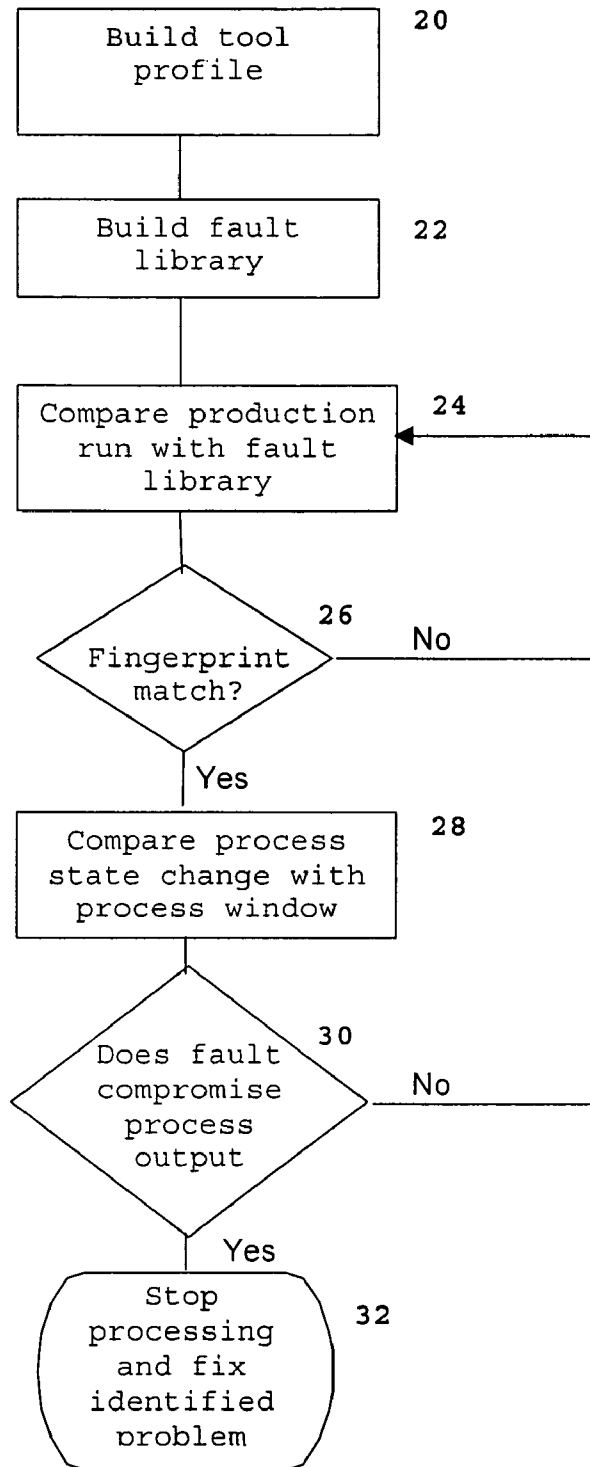 Build tool
profile
20
Build fault
library
22
Compare production
run with fault
library
24
Fingerprint
match?
26
No
Yes
Compare process
state change with
process window
28
Does fault
compromise
process
output
30
No
Yes
Stop
processing
and fix
identified
problem
32